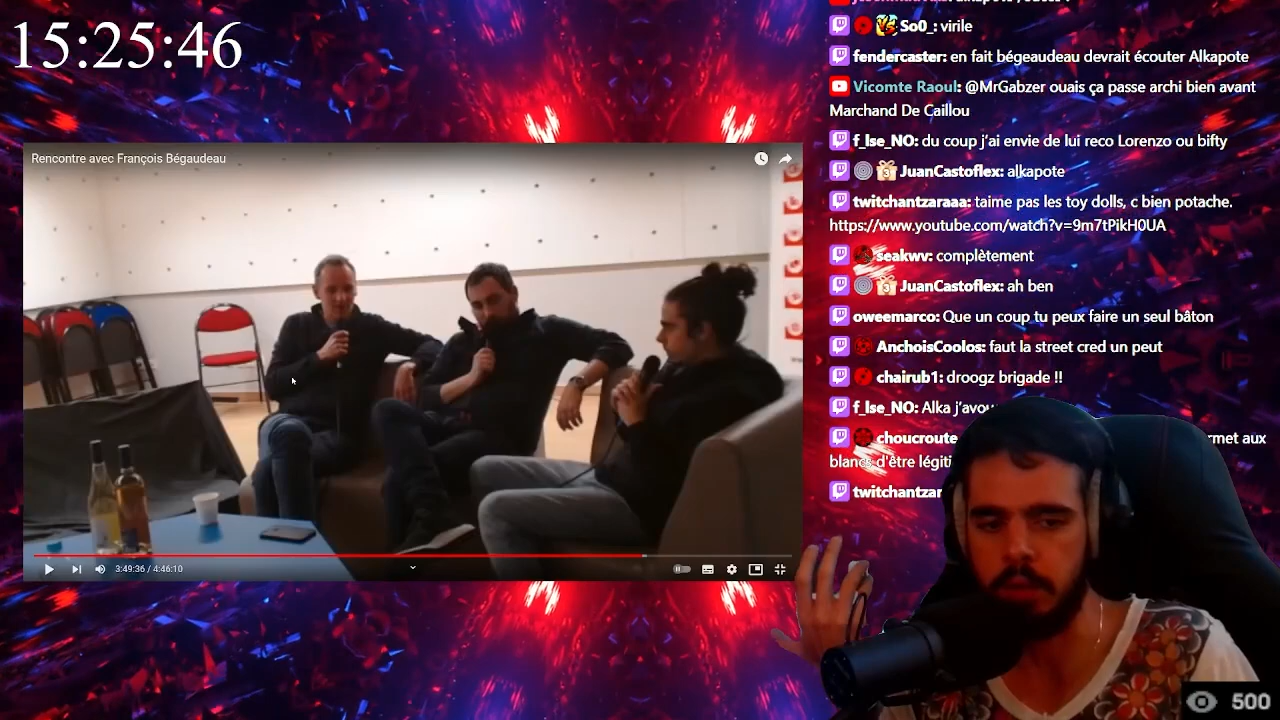 15:25:46
Rencontre avec François Bégaudeau
3:49:36 / 4:46:10
So0_: virile
fendercaster: en fait bégeaudeau devrait écouter Alkapote
Vicomte Raoul: @MrGabzer ouais ça passe archi bien avant
Marchand De Caillou
f_lse_NO: du coup j'ai envie de lui reco Lorenzo ou bifty
JuanCastoflex: alkapote
twitchantzaraaa: taime pas les toy dolls, c bien potache.
https://www.youtube.com/watch?v=9m7tPikH0UA
seakwv: complètement
JuanCastoflex: ah ben
oweemarco: Que un coup tu peux faire un seul bâton
AnchoisCoolos: faut la street cred un peut
chairub1: droogz brigade !!
f_lse_NO: Alka j'avou
choucroute rmet aux
blancs d'être légiti
twitchantzar
500